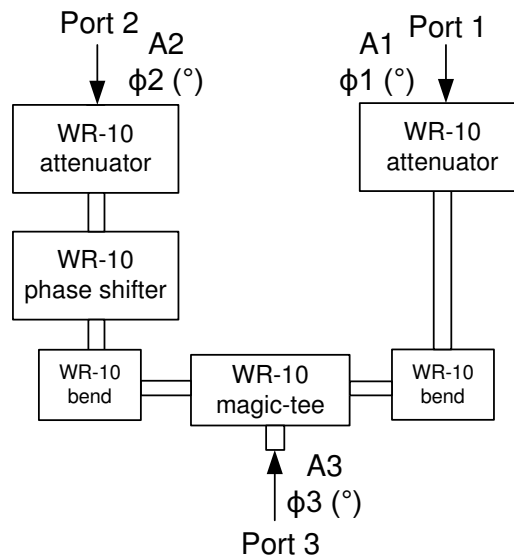 Port 2
A2
ϕ2 (°)
A1
Port 1
ϕ1 (°)
WR-10
attenuator
WR-10
attenuator
WR-10
phase shifter
WR-10
bend
WR-10
magic-tee
WR-10
bend
A3
ϕ3 (°)
Port 3